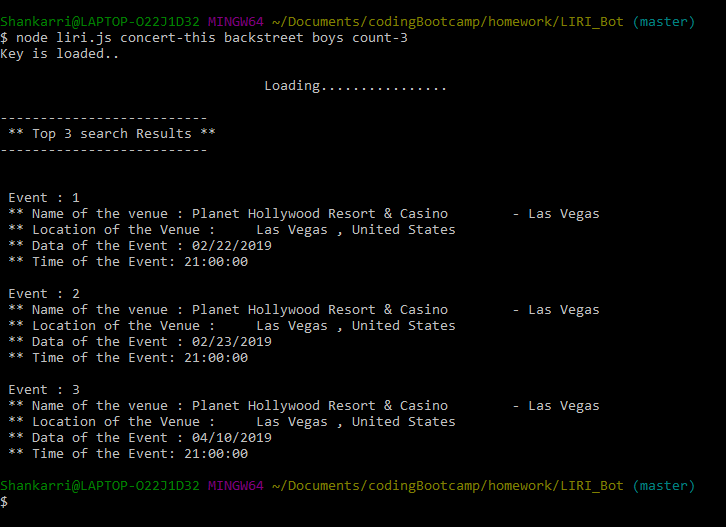 Shankarri@LAPTOP-O22J1D32 MINGW64 ~/Documents/codingBootcamp/homework/LIRI_Bot (master)
$ node liri.js concert-this backstreet boys count-3
Key is loaded..
Loading................
--------------------------
** Top 3 search Results **
--------------------------
Event : 1
** Name of the venue : Planet Hollywood Resort & Casino        - Las Vegas
** Location of the Venue :     Las Vegas , United States
** Data of the Event : 02/22/2019
** Time of the Event: 21:00:00
Event : 2
** Name of the venue : Planet Hollywood Resort & Casino        - Las Vegas
** Location of the Venue :     Las Vegas , United States
** Data of the Event : 02/23/2019
** Time of the Event: 21:00:00
Event : 3
** Name of the venue : Planet Hollywood Resort & Casino        - Las Vegas
** Location of the Venue :     Las Vegas , United States
** Data of the Event : 04/10/2019
** Time of the Event: 21:00:00
Shankarri@LAPTOP-O22J1D32 MINGW64 ~/Documents/codingBootcamp/homework/LIRI_Bot (master)
$